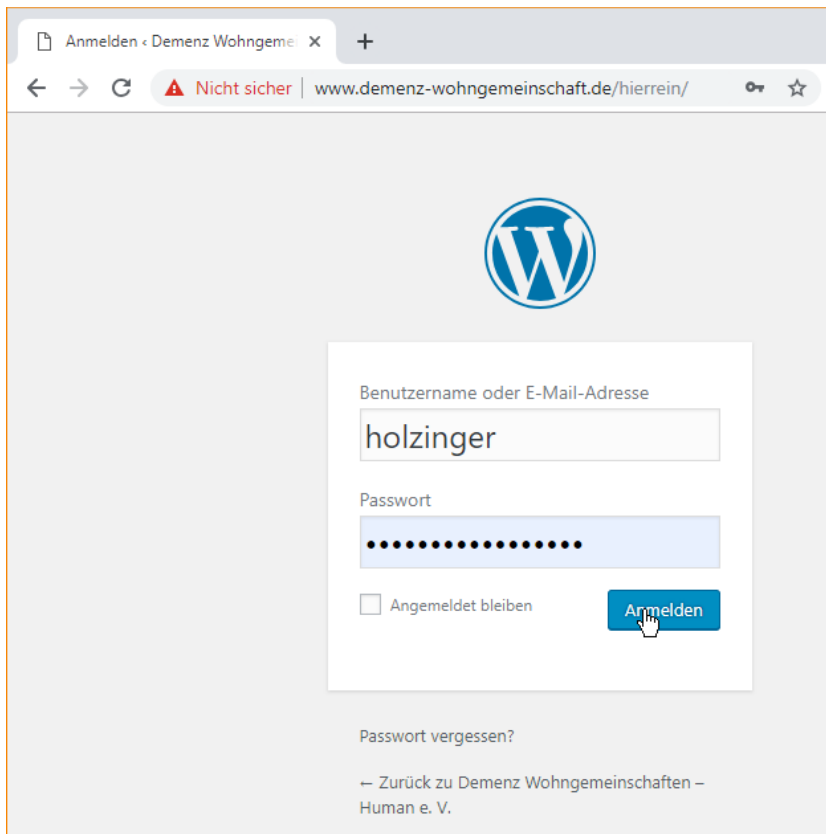 Anmelden ‹ Demenz Wohngeme
Nicht sicher | www.demenz-wohngemeinschaft.de/hierrein/
W
Benutzername oder E-Mail-Adresse
holzinger
Passwort
•••••••••••••••••
Angemeldet bleiben
Anmelden
Passwort vergessen?
← Zurück zu Demenz Wohngemeinschaften –
Human e. V.